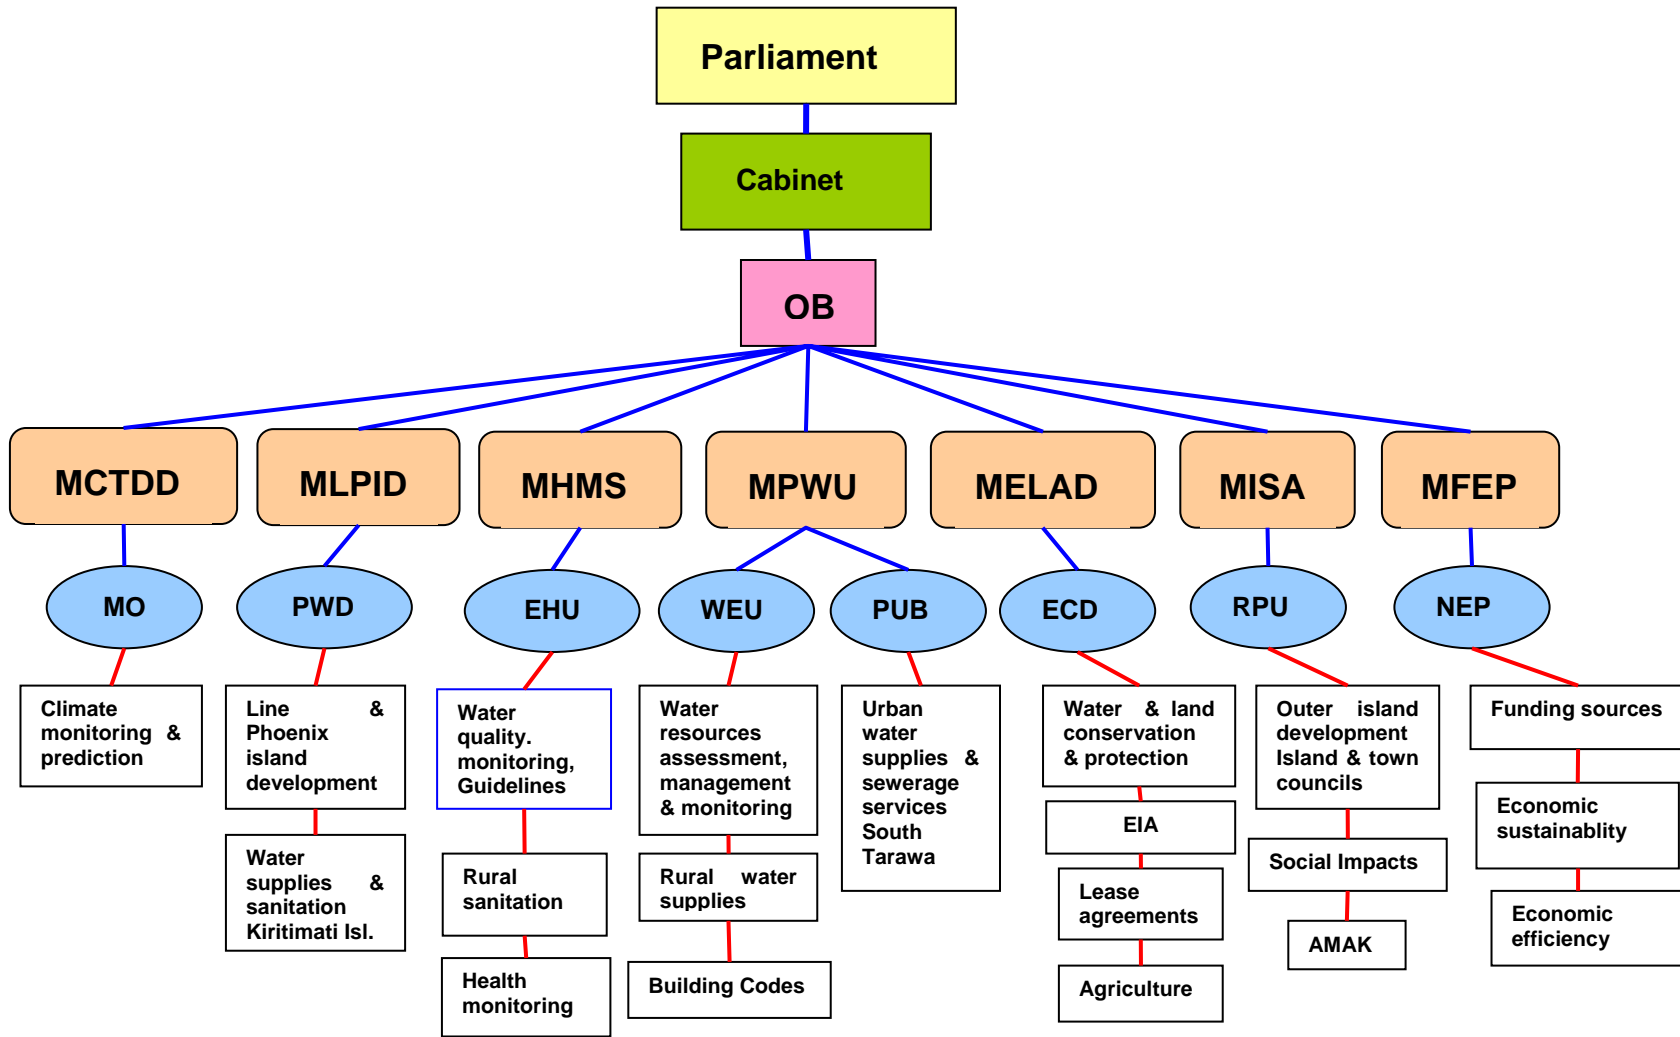 Parliament
Cabinet
OB
MCTDD
MLPID
MHMS
MPWU
MELAD
MISA
MFEP
MO
PWD
EHU
WEU
PUB
ECD
RPU
NEP
Climate
monitoring &
prediction
Line &
Phoenix
island
development
Water
supplies &
sanitation
Kiritimati Isl.
Water
quality.
monitoring,
Guidelines
Rural
sanitation
Health
monitoring
Water
resources
assessment,
management
& monitoring
Rural water
supplies
Building Codes
Urban
water
supplies &
sewerage
services
South
Tarawa
Water & land
conservation
& protection
EIA
Lease
agreements
Agriculture
Outer island
development
Island & town
councils
Social Impacts
AMAK
Funding sources
Economic
sustainablity
Economic
efficiency